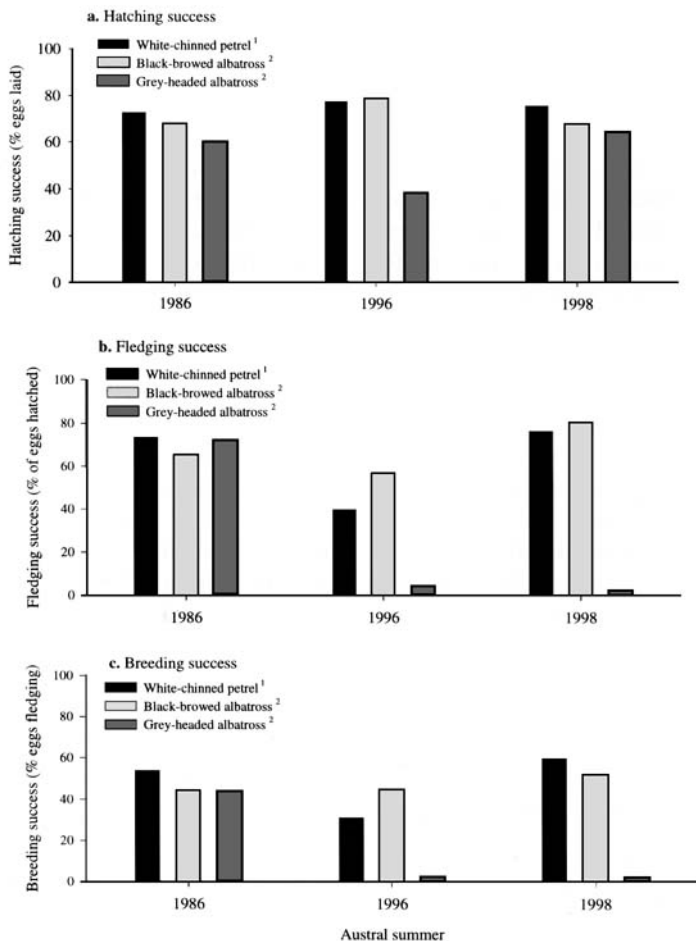 a. Hatching success
White-chinned petrel 1
Black-browed albatross 2
Grey-headed albatross 2
Hatching success (% eggs laid)
100
80
60
40
20
0
1986
1996
1998
b. Fledging success
White-chinned petrel 1
Black-browed albatross 2
Grey-headed albatross 2
Fledging success (% of eggs hatched)
100
80
60
40
20
0
1986
1996
1998
c. Breeding success
White-chinned petrel 1
Black-browed albatross 2
Grey-headed albatross 2
Breeding success (% eggs fledging)
100
80
60
40
20
0
1986
1996
1998
Austral summer